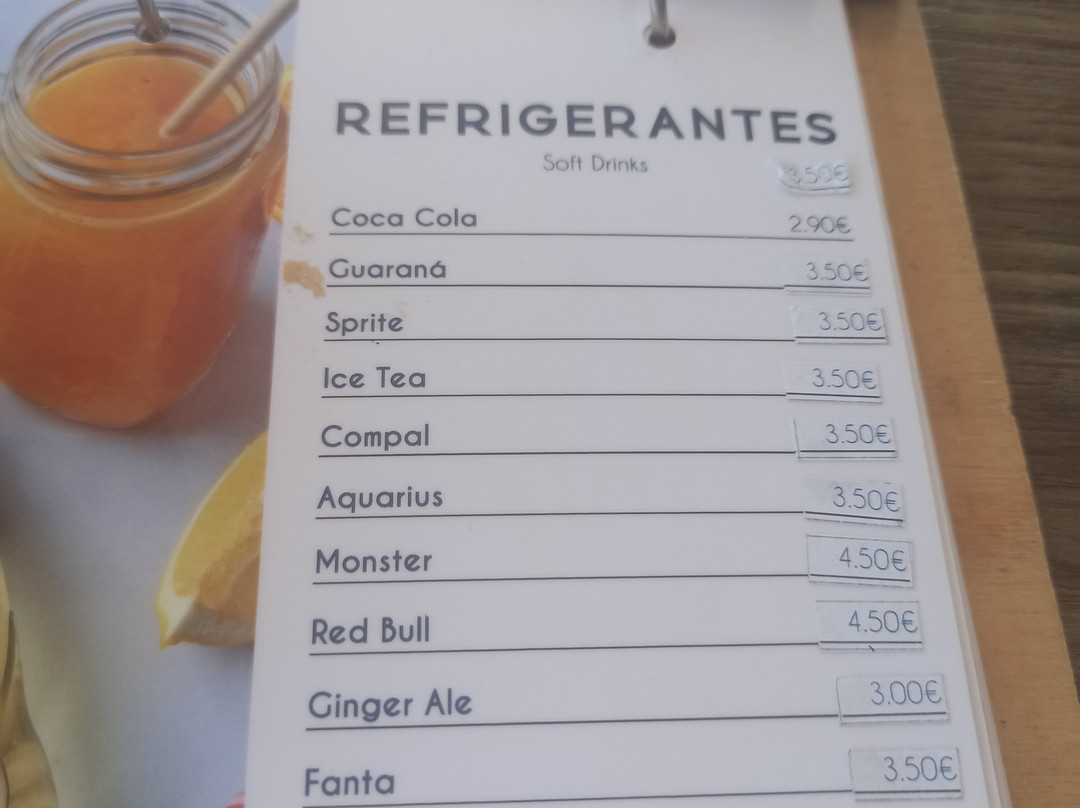 REFRIGERANTES
Soft Drinks
3.50€
Coca Cola 2.90€
Guaraná 3.50€
Sprite 3.50€
Ice Tea 3.50€
Compal 3.50€
Aquarius 3.50€
Monster 4.50€
Red Bull 4.50€
Ginger Ale 3.00€
Fanta 3.50€